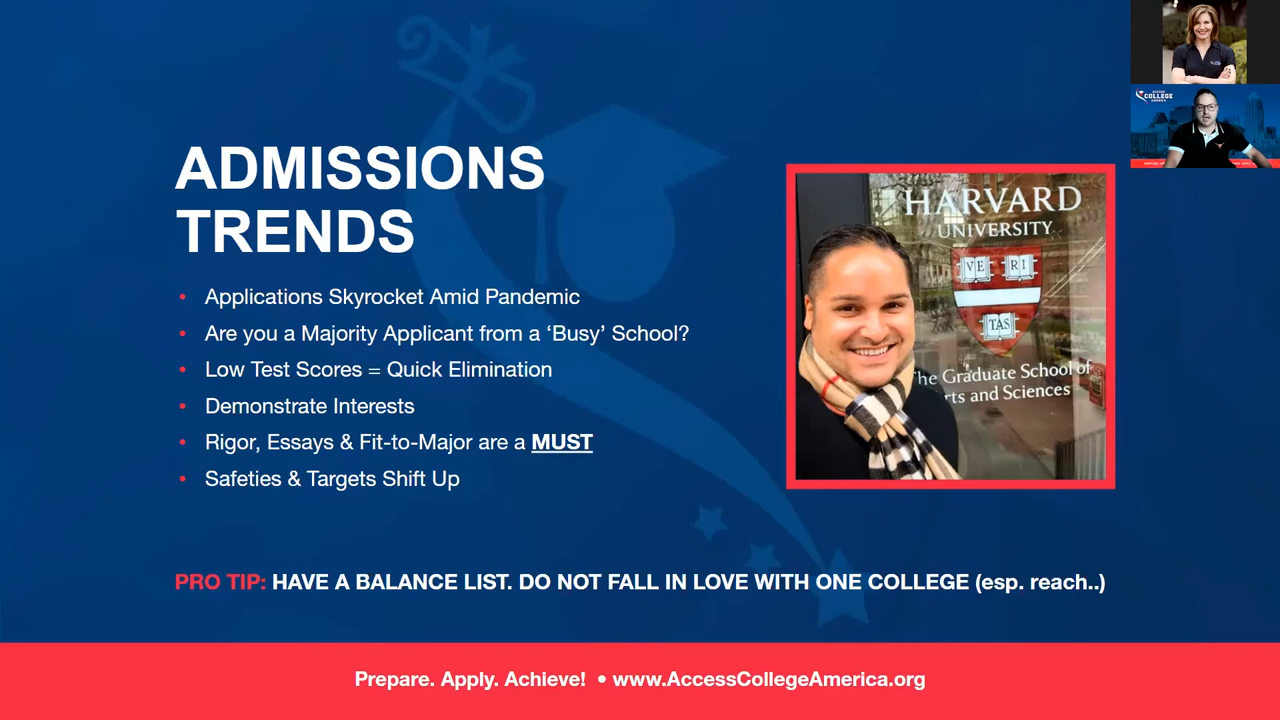 ADMISSIONS
TRENDS
• Applications Skyrocket Amid Pandemic
• Are you a Majority Applicant from a ‘Busy’ School?
• Low Test Scores = Quick Elimination
• Demonstrate Interests
• Rigor, Essays & Fit-to-Major are a MUST
• Safeties & Targets Shift Up
HARVARD
UNIVERSITY
VE RI
TAS
The Graduate School of
rts and Sciences
ACCESS
COLLEGE
AMERICA
PRO TIP: HAVE A BALANCE LIST. DO NOT FALL IN LOVE WITH ONE COLLEGE (esp. reach..)
Prepare. Apply. Achieve! • www.AccessCollegeAmerica.org